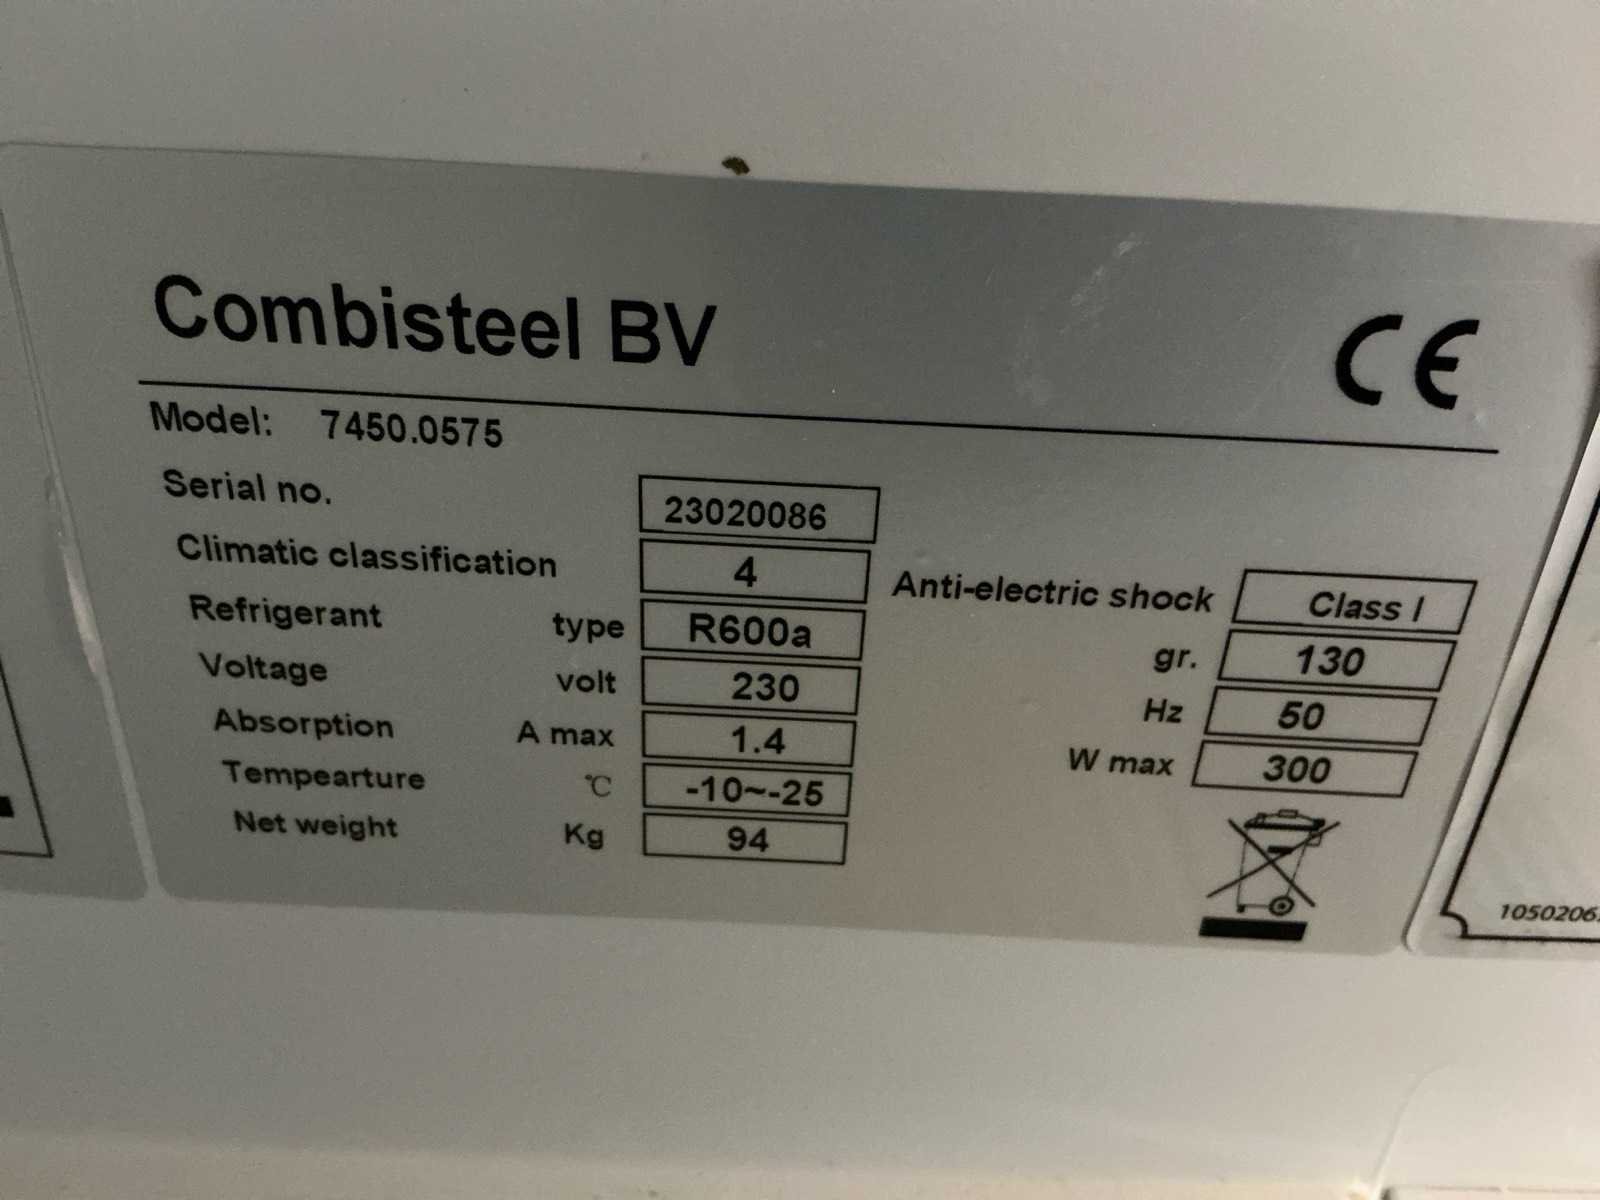 Combisteel BV CE
Model: 7450.0575
Serial no. 23020086
Climatic classification 4 Anti-electric shock Class I
Refrigerant type R600a gr. 130
Voltage volt 230 Hz 50
Absorption A max 1.4 W max 300
Tempearture °C -10~-25
Net weight Kg 94